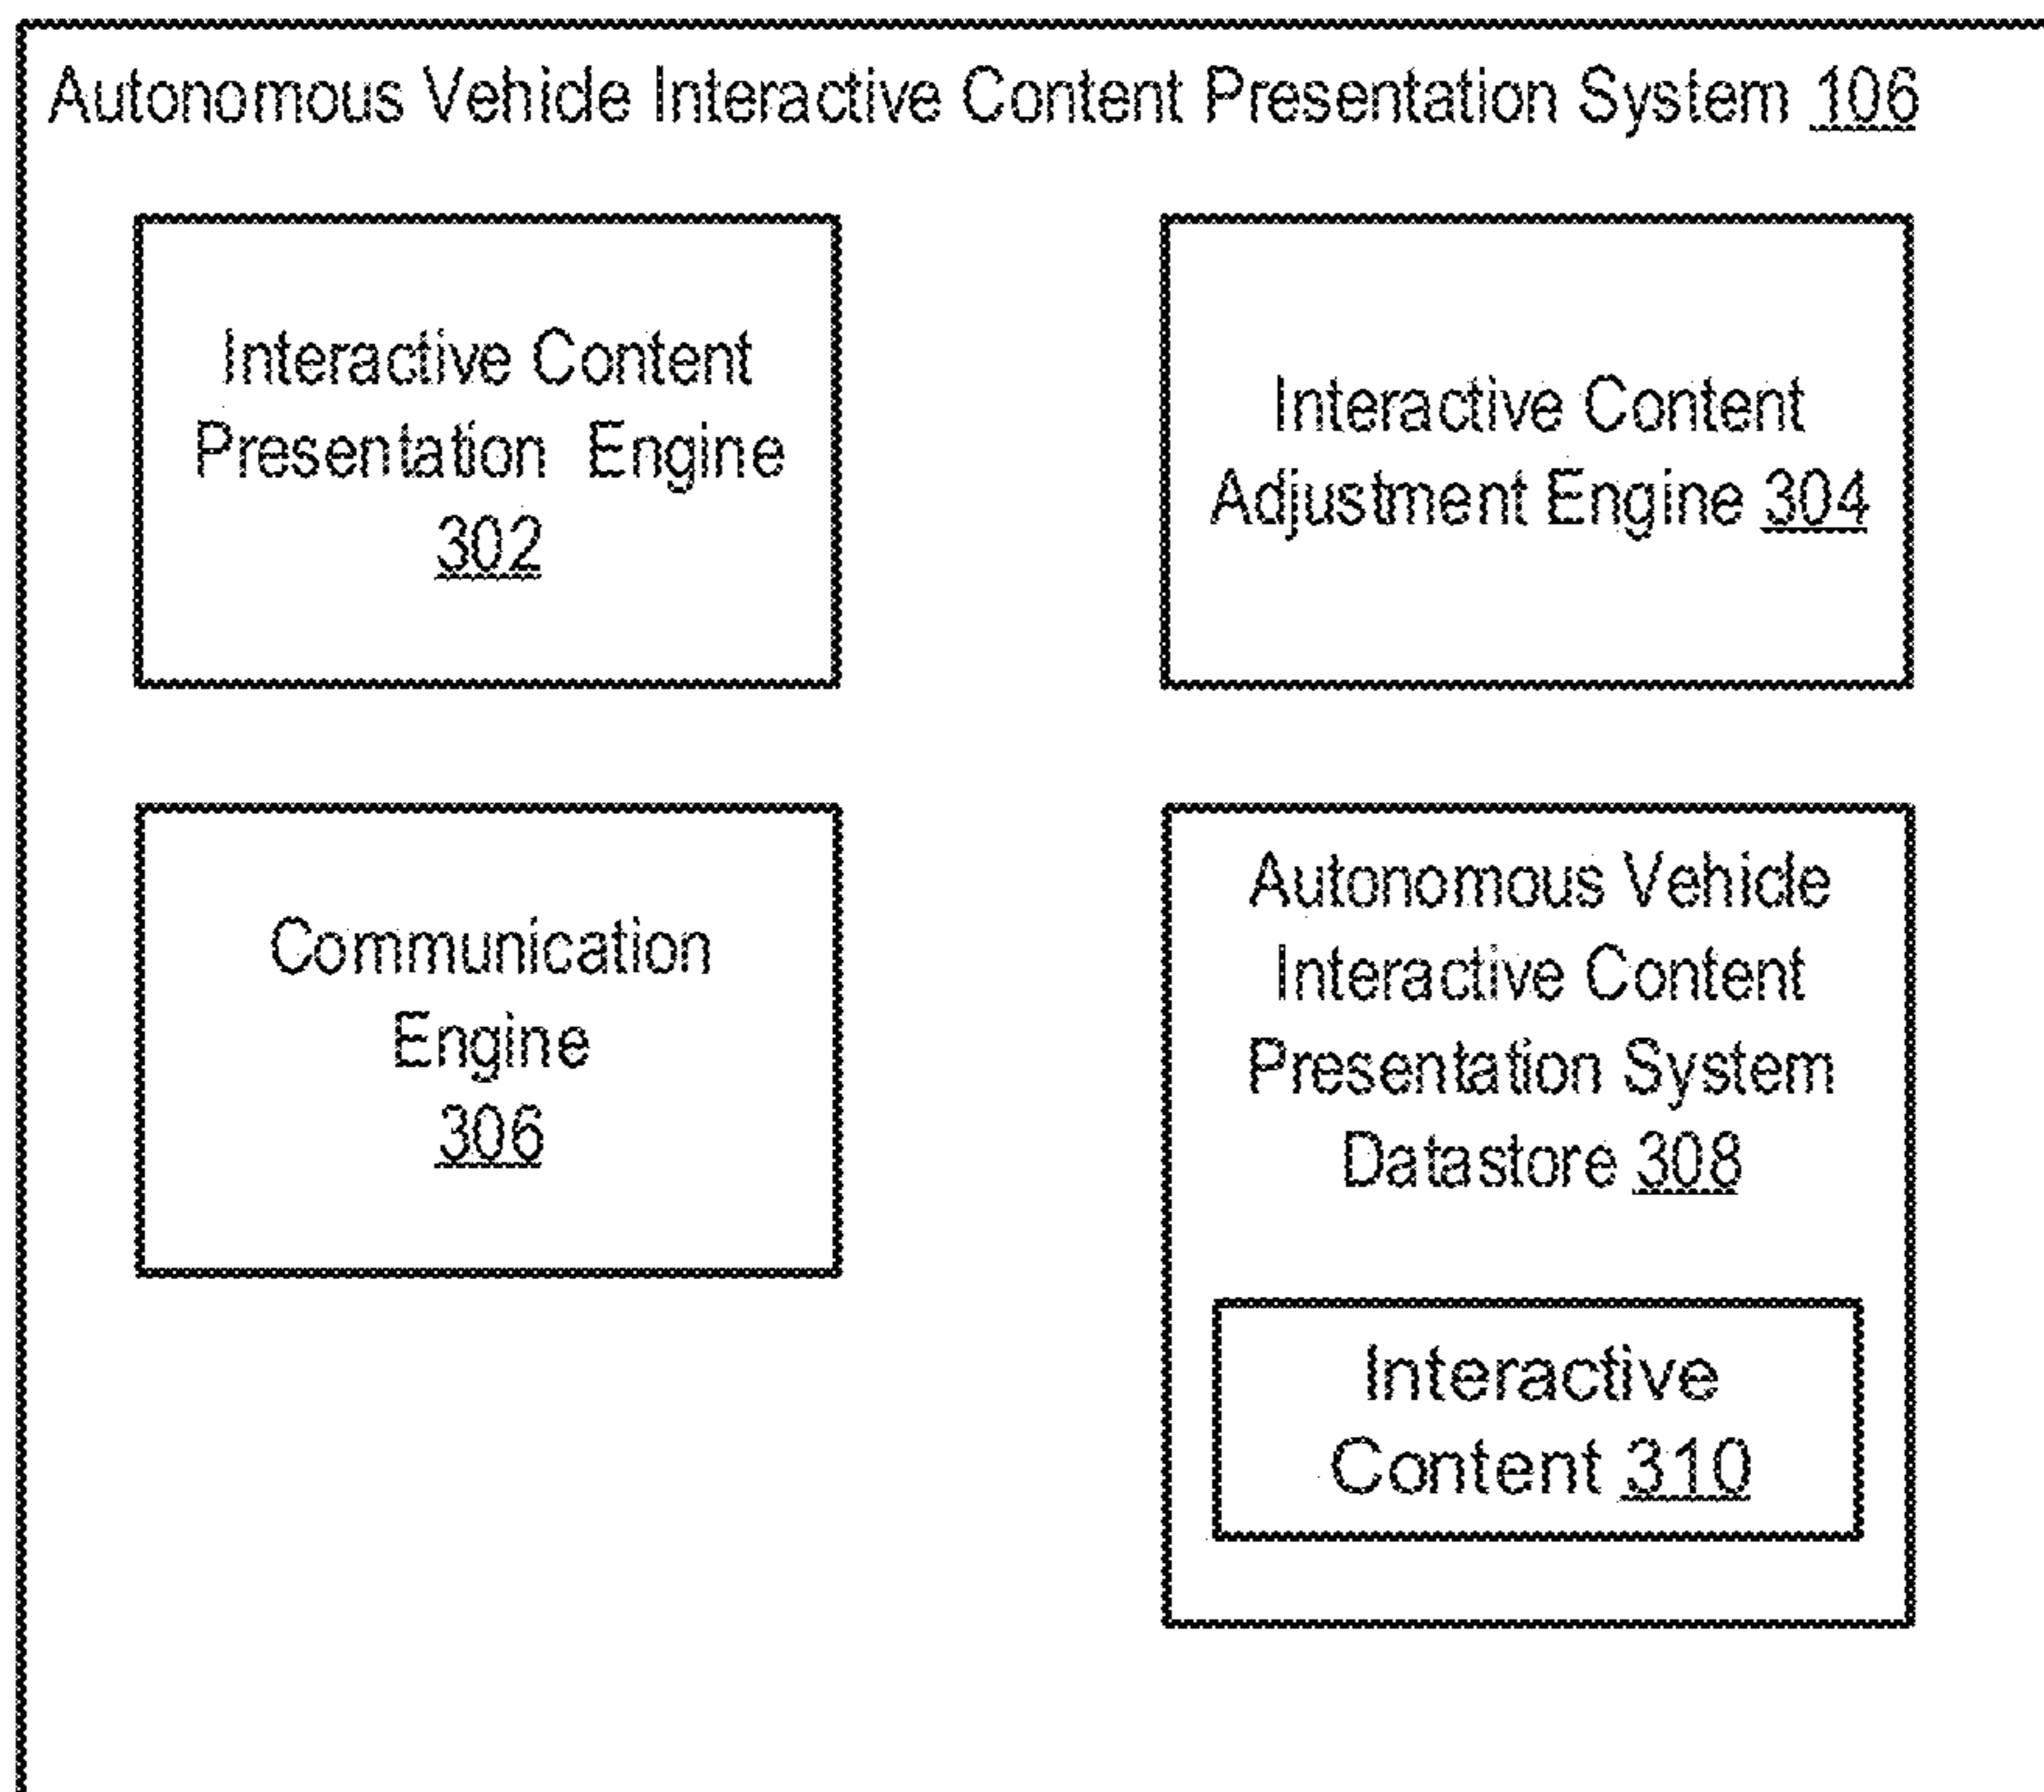 Autonomous Vehicle Interactive Content Presentation System 106
Interactive Content
Presentation Engine
302
Interactive Content
Adjustment Engine 304
Communication
Engine
306
Autonomous Vehicle
Interactive Content
Presentation System
Datastore 308
Interactive
Content 310